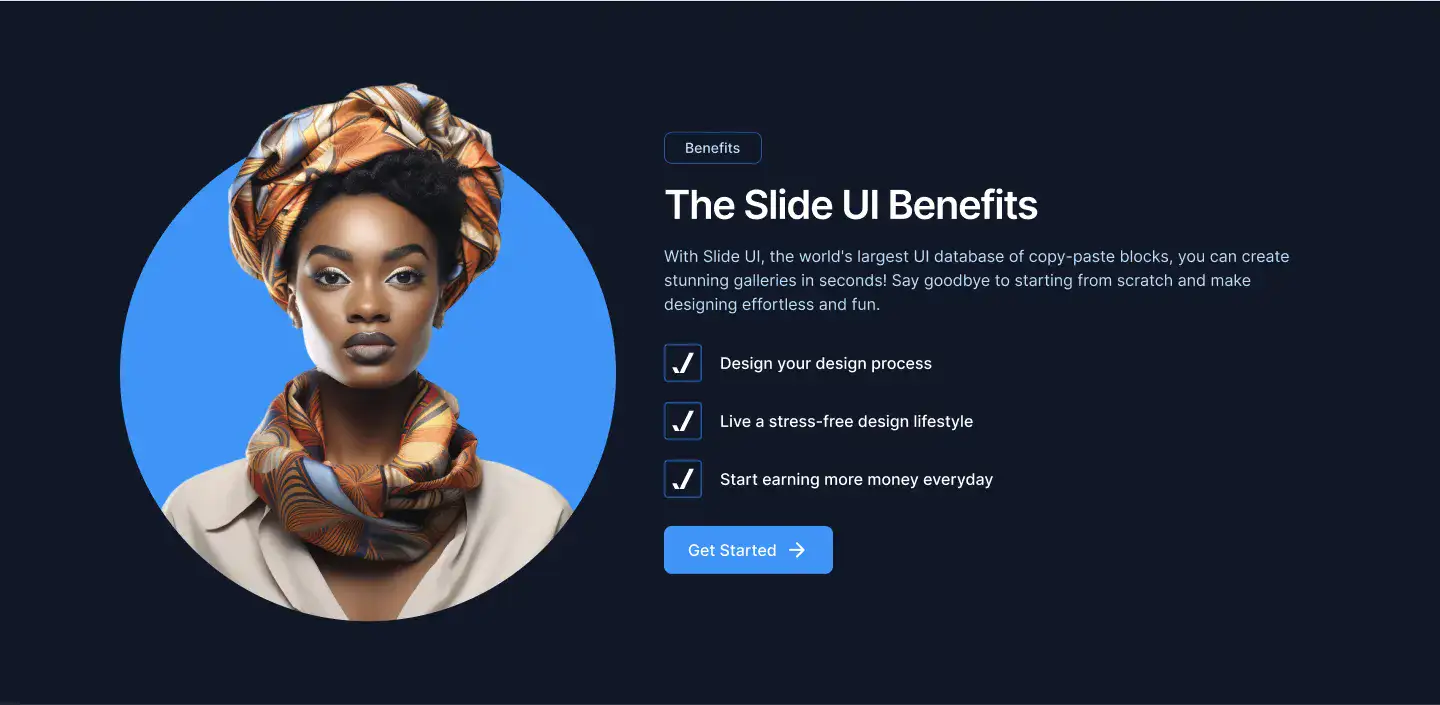 Benefits
The Slide UI Benefits
With Slide UI, the world's largest UI database of copy-paste blocks, you can create
stunning galleries in seconds! Say goodbye to starting from scratch and make
designing effortless and fun.
Design your design process
Live a stress-free design lifestyle
Start earning more money everyday
Get Started